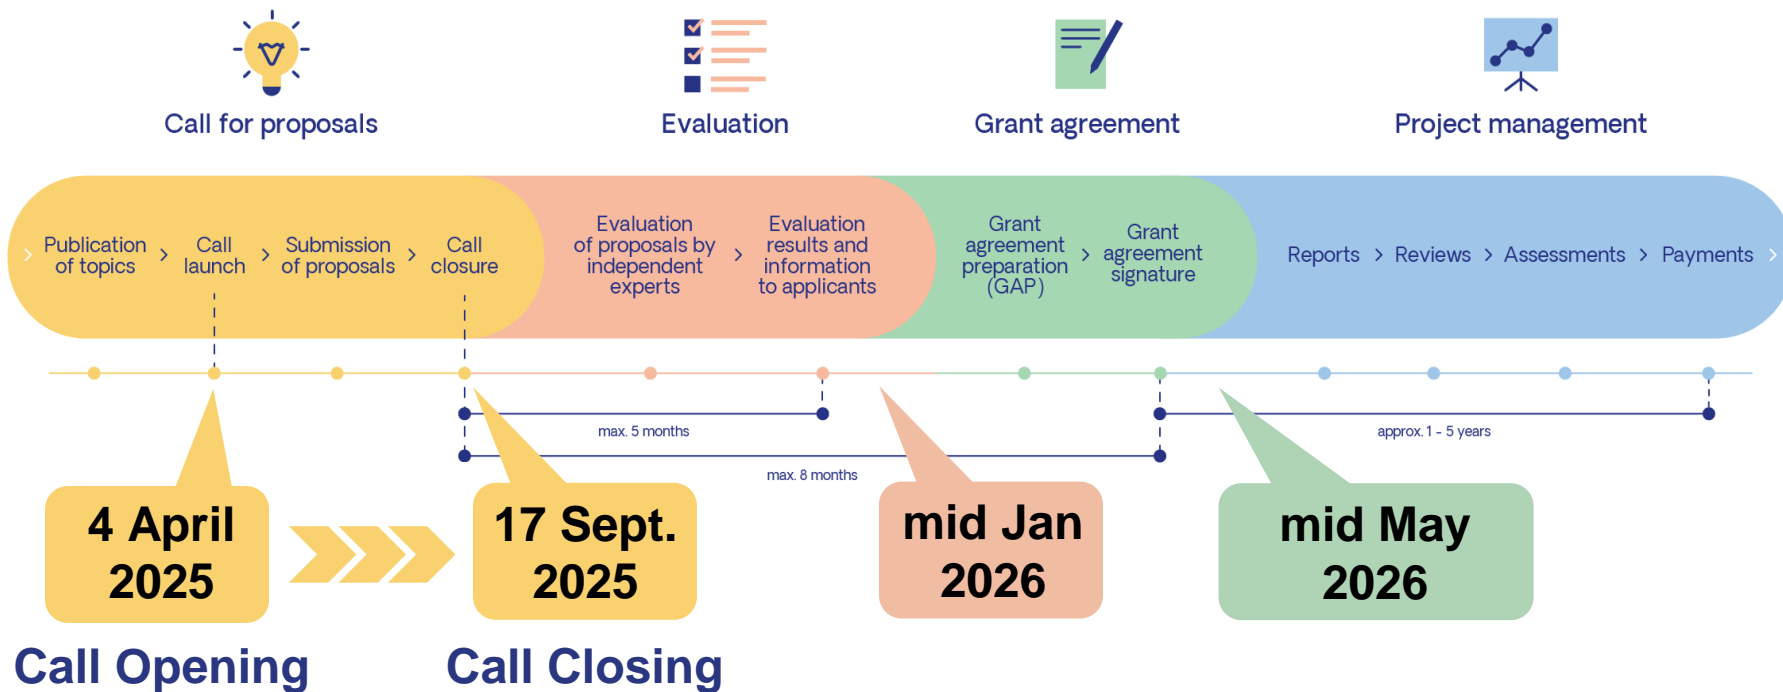 Call for proposals
Evaluation
Grant agreement
Project management
Publication
of topics
Call
launch
Submission
of proposals
Call
closure
Evaluation
of proposals by
independent
experts
Evaluation
results and
information
to applicants
Grant
agreement
preparation
(GAP)
Grant
agreement
signature
Reports
Reviews
Assessments
Payments
max. 5 months
max. 8 months
approx. 1 - 5 years
4 April
2025
17 Sept.
2025
mid Jan
2026
mid May
2026
Call Opening
Call Closing